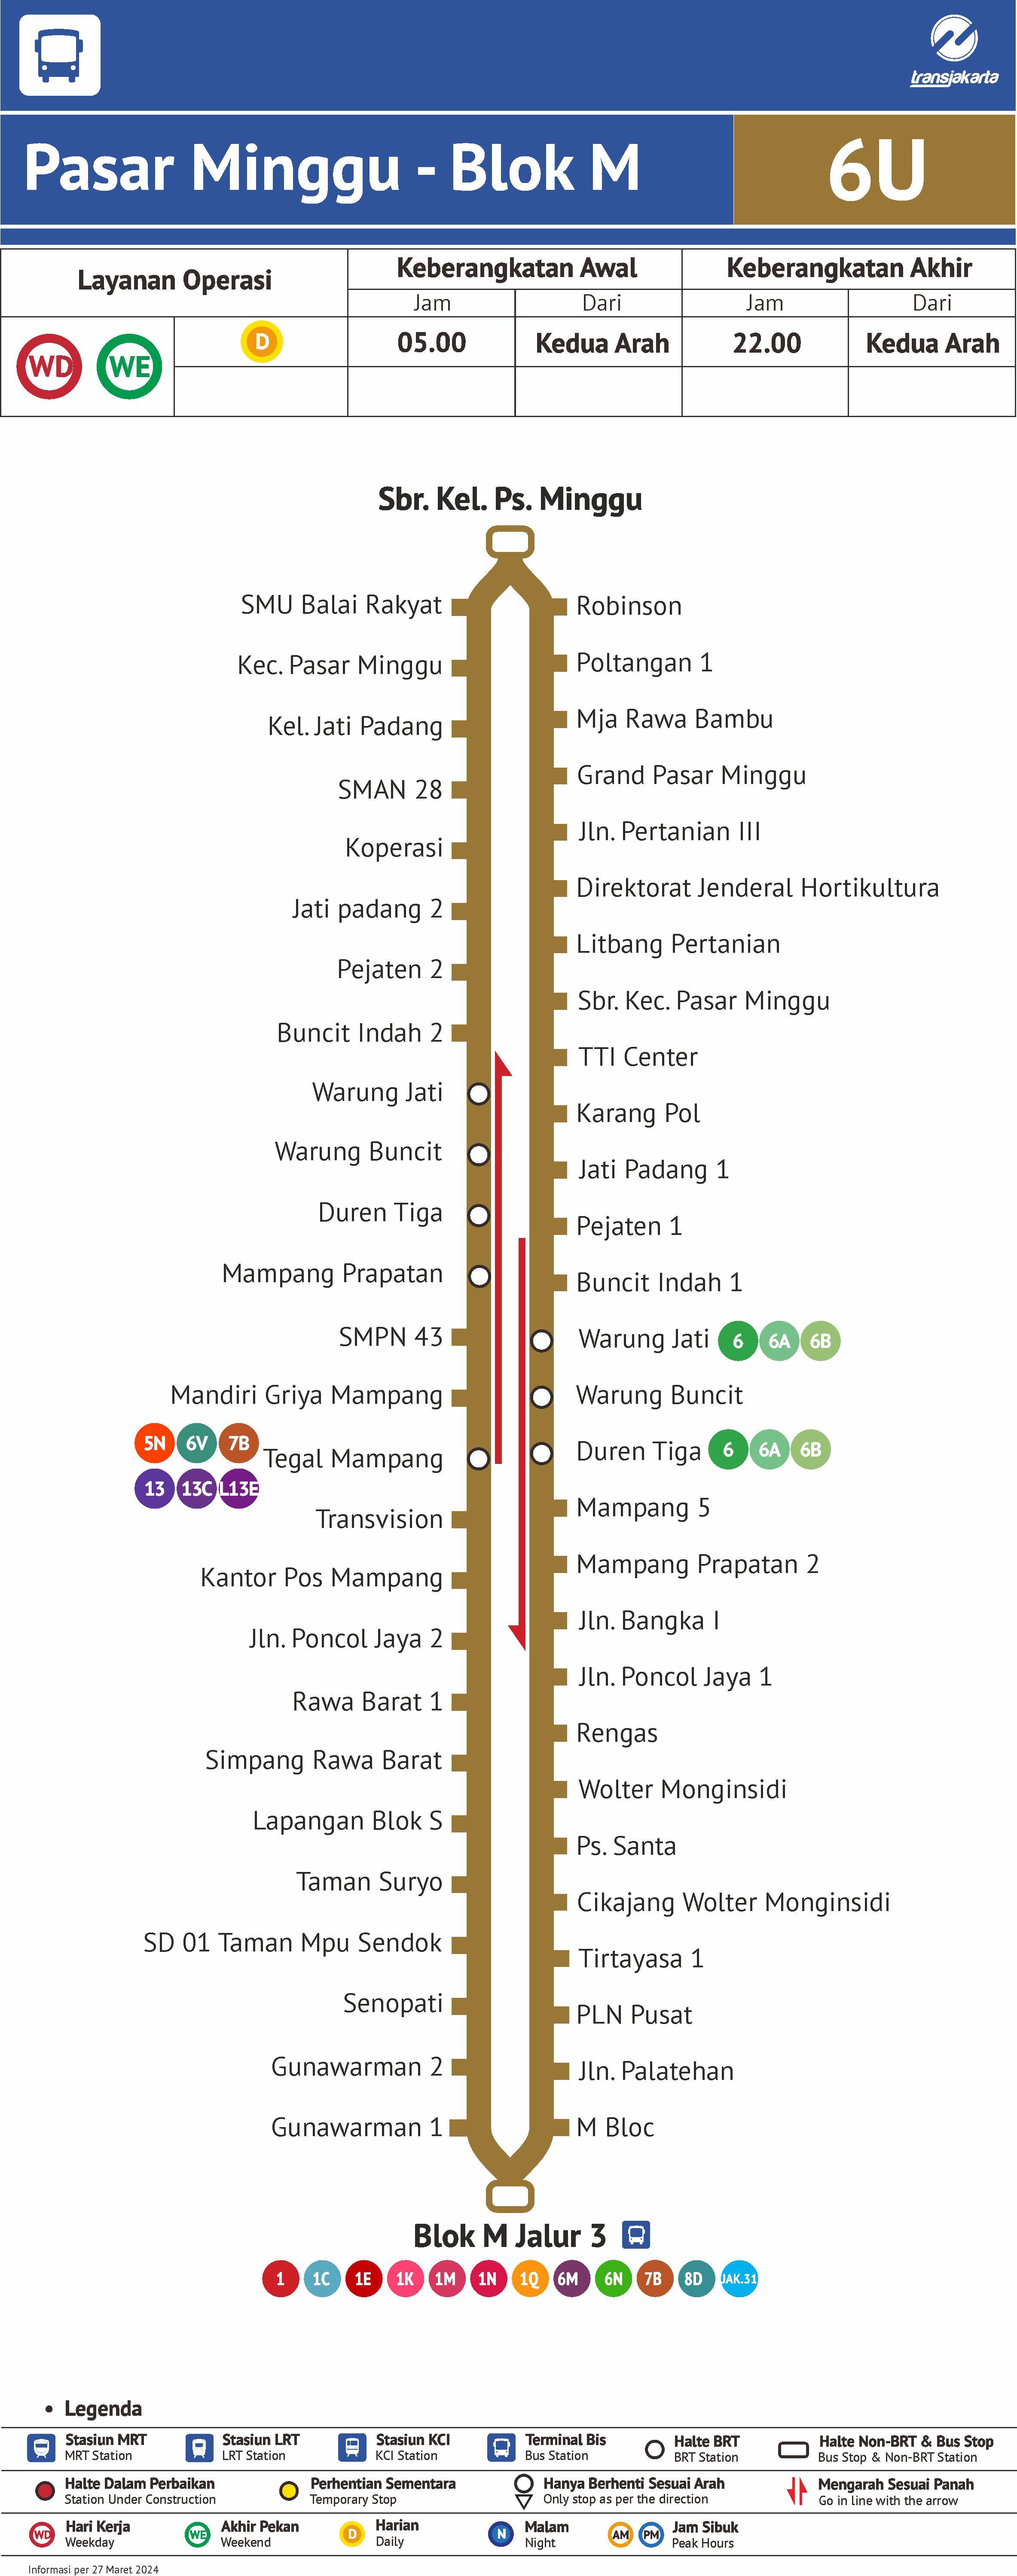 transjakarta
Pasar Minggu - Blok M
6U
Layanan Operasi
Keberangkatan Awal
Keberangkatan Akhir
Jam
Dari
Jam
Dari
WD
WE
D
05.00
Kedua Arah
22.00
Kedua Arah
Sbr. Kel. Ps. Minggu
SMU Balai Rakyat
Kec. Pasar Minggu
Kel. Jati Padang
SMAN 28
Koperasi
Jati padang 2
Pejaten 2
Buncit Indah 2
Warung Jati
Warung Buncit
Duren Tiga
Mampang Prapatan
SMPN 43
Mandiri Griya Mampang
5N 6V 7B
Tegal Mampang
13 13C L13E
Transvision
Kantor Pos Mampang
Jln. Poncol Jaya 2
Rawa Barat 1
Simpang Rawa Barat
Lapangan Blok S
Taman Suryo
SD 01 Taman Mpu Sendok
Senopati
Gunawarman 2
Gunawarman 1
Robinson
Poltangan 1
Mja Rawa Bambu
Grand Pasar Minggu
Jln. Pertanian III
Direktorat Jenderal Hortikultura
Litbang Pertanian
Sbr. Kec. Pasar Minggu
TTI Center
Karang Pol
Jati Padang 1
Pejaten 1
Buncit Indah 1
Warung Jati 6 6A 6B
Warung Buncit
Duren Tiga 6 6A 6B
Mampang 5
Mampang Prapatan 2
Jln. Bangka I
Jln. Poncol Jaya 1
Rengas
Wolter Monginsidi
Ps. Santa
Cikajang Wolter Monginsidi
Tirtayasa 1
PLN Pusat
Jln. Palatehan
M Bloc
Blok M Jalur 3
1 1C 1E 1K 1M 1N 1Q 6M 6N 7B 8D JAK.31
• Legenda
Stasiun MRT
MRT Station
Stasiun LRT
LRT Station
Stasiun KCI
KCI Station
Terminal Bis
Bus Station
Halte BRT
BRT Station
Halte Non-BRT & Bus Stop
Bus Stop & Non-BRT Station
Halte Dalam Perbaikan
Station Under Construction
Perhentian Sementara
Temporary Stop
Hanya Berhenti Sesuai Arah
Only stop as per the direction
Mengarah Sesuai Panah
Go in line with the arrow
WD
Hari Kerja
Weekday
WE
Akhir Pekan
Weekend
D
Harian
Daily
N
Malam
Night
AM PM
Jam Sibuk
Peak Hours
Informasi per 27 Maret 2024